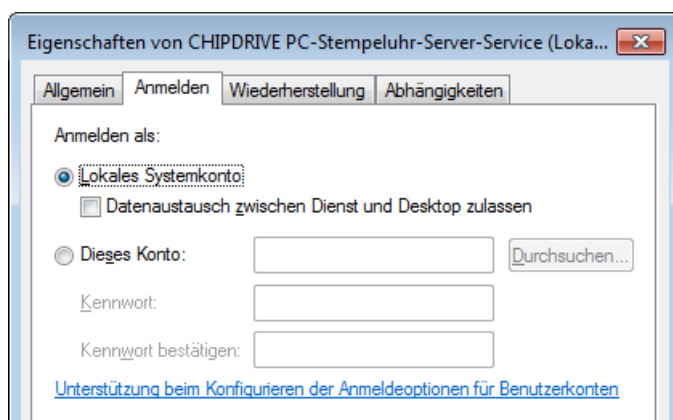 Eigenschaften von CHIPDRIVE PC-Stempeluhr-Server-Service (Loka...
Allgemein Anmelden Wiederherstellung Abhängigkeiten
Anmelden als:
Lokales Systemkonto
Datenaustausch zwischen Dienst und Desktop zulassen
Dieses Konto: Durchsuchen...
Kennwort:
Kennwort bestätigen:
Unterstützung beim Konfigurieren der Anmeldeoptionen für Benutzerkonten